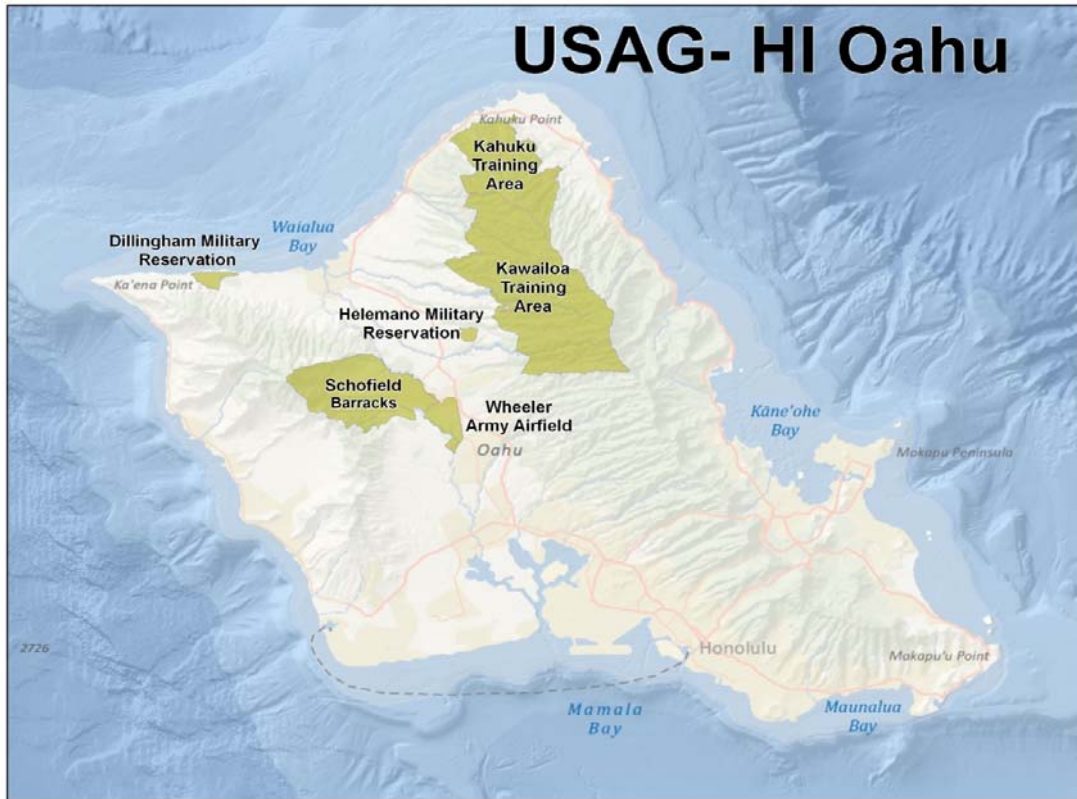 USAG- HI Oahu
Kahuku Point
Kahuku
Training
Area
Waialua
Bay
Dillingham Military
Reservation
Ka'ena Point
Kawailoa
Training
Area
Helemano Military
Reservation
Schofield
Barracks
Wheeler
Army Airfield
Oahu
Kāne'ohe
Bay
Mokapu Peninsula
2726
Honolulu
Makapu'u Point
Mamala
Bay
Maunalua
Bay